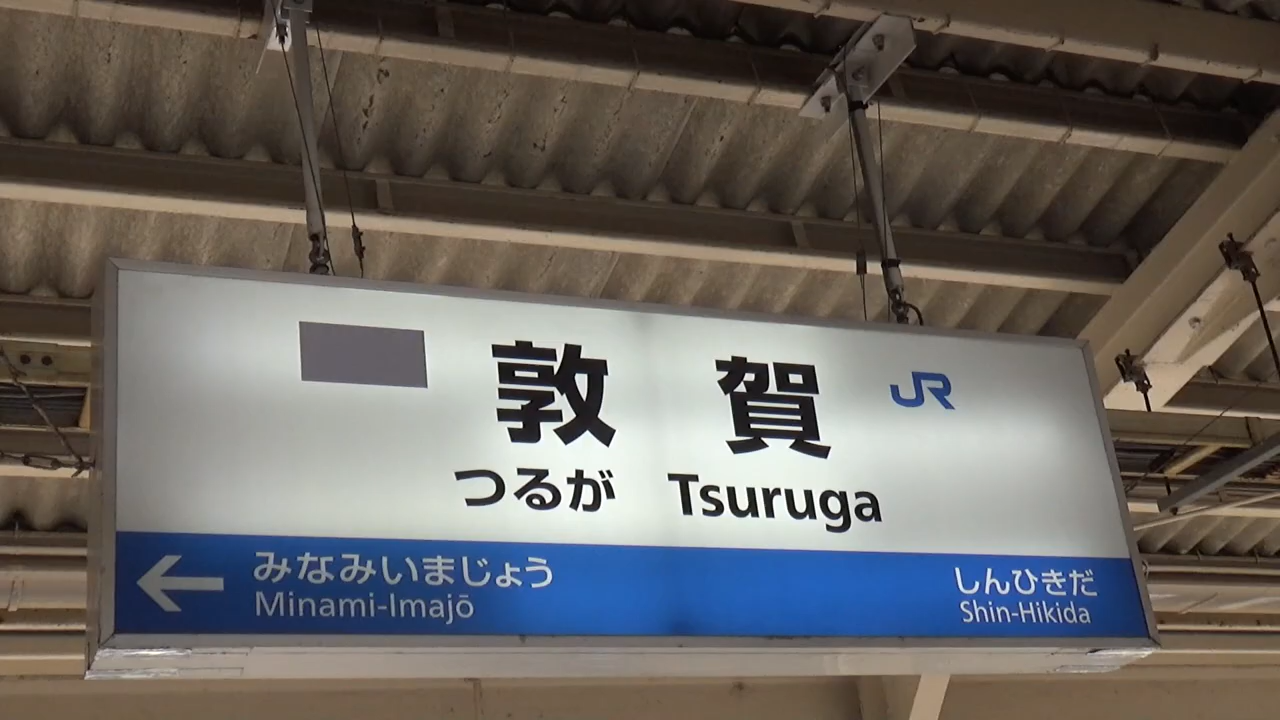 敦賀
JR
つるが Tsuruga
← みなみいまじょう
Minami-Imajō
しんひきだ
Shin-Hikida